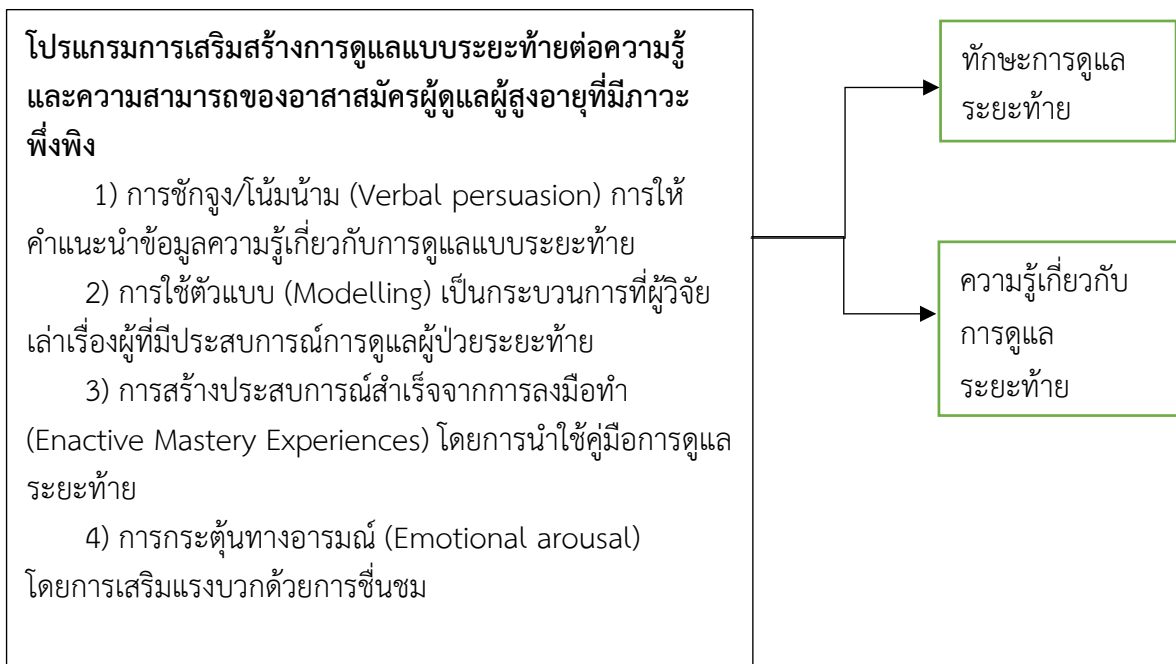 โปรแกรมการเสริมสร้างการดูแลแบบระยะท้ายต่อความรู้
และความสามารถของอาสาสมัครผู้ดูแลผู้สูงอายุที่มีภาวะ
พึ่งพิง
1) การชักจูง/โน้มน้าม (Verbal persuasion) การให้
คำแนะนำข้อมูลความรู้เกี่ยวกับการดูแลแบบระยะท้าย
2) การใช้ตัวแบบ (Modelling) เป็นกระบวนการที่ผู้วิจัย
เล่าเรื่องผู้ที่มีประสบการณ์การดูแลผู้ป่วยระยะท้าย
3) การสร้างประสบการณ์สำเร็จจากการลงมือทำ
(Enactive Mastery Experiences) โดยการนำใช้คู่มือการดูแล
ระยะท้าย
4) การกระตุ้นทางอารมณ์ (Emotional arousal)
โดยการเสริมแรงบวกด้วยการชื่นชม
ทักษะการดูแล
ระยะท้าย
ความรู้เกี่ยวกับ
การดูแล
ระยะท้าย